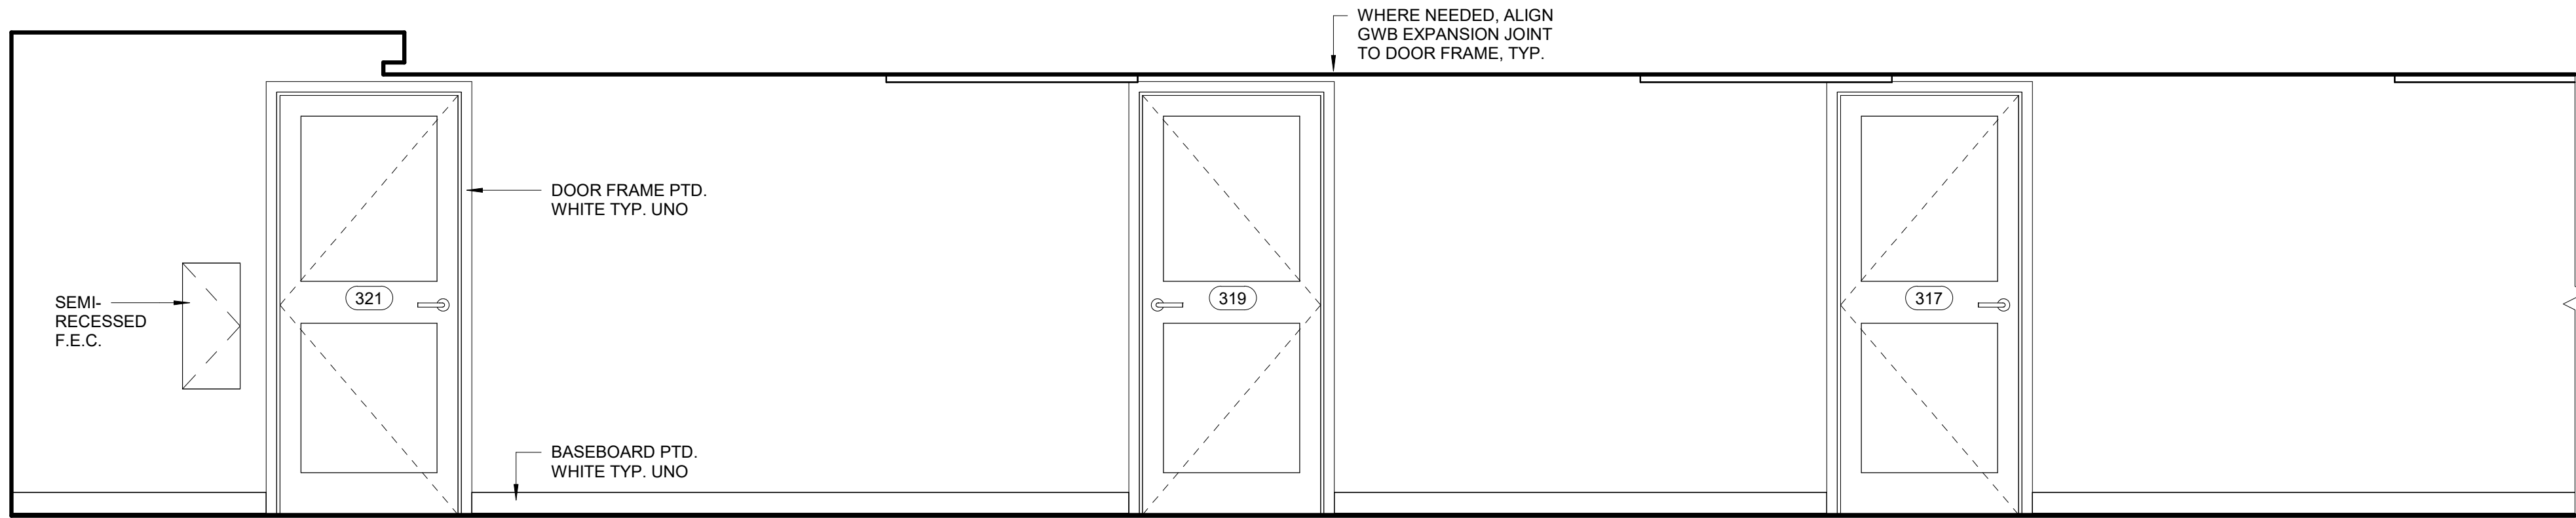 WHERE NEEDED, ALIGN
GWB EXPANSION JOINT
TO DOOR FRAME, TYP.
DOOR FRAME PTD.
WHITE TYP. UNO
SEMI-
RECESSED
F.E.C.
321
319
317
BASEBOARD PTD.
WHITE TYP. UNO